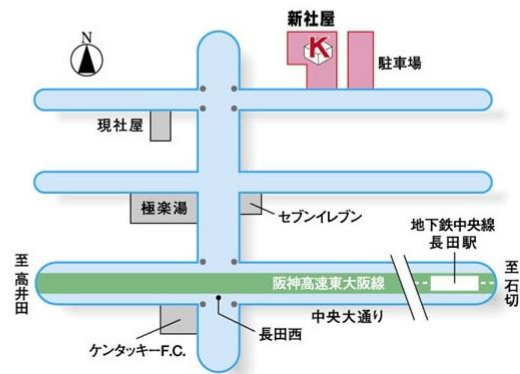 新社屋
N
K
駐車場
現社屋
極楽湯
セブンイレブン
地下鉄中央線
長田駅
至高井田
阪神高速東大阪線
至石切
中央大通り
長田西
ケンタッキーF.C.